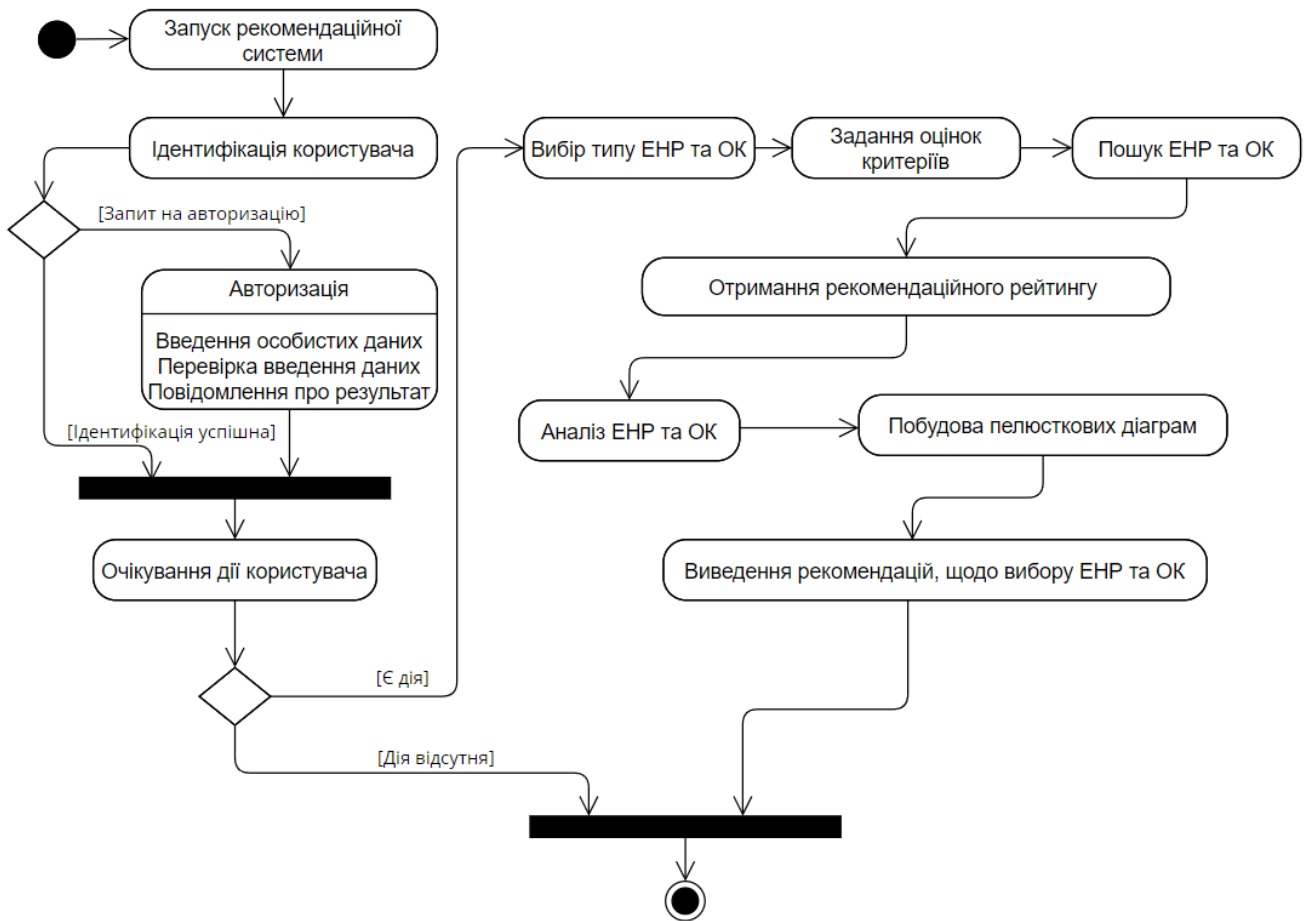 Запуск рекомендаційної
системи
Ідентифікація користувача
[Запит на авторизацію]
Авторизація
Введення особистих даних
Перевірка введення даних
Повідомлення про результат
[Ідентифікація успішна]
Очікування дії користувача
[Є дія]
[Дія відсутня]
Вибір типу ЕНР та ОК
Задання оцінок
критеріїв
Пошук ЕНР та ОК
Отримання рекомендаційного рейтингу
Аналіз ЕНР та ОК
Побудова пелюсткових діаграм
Виведення рекомендацій, щодо вибору ЕНР та ОК